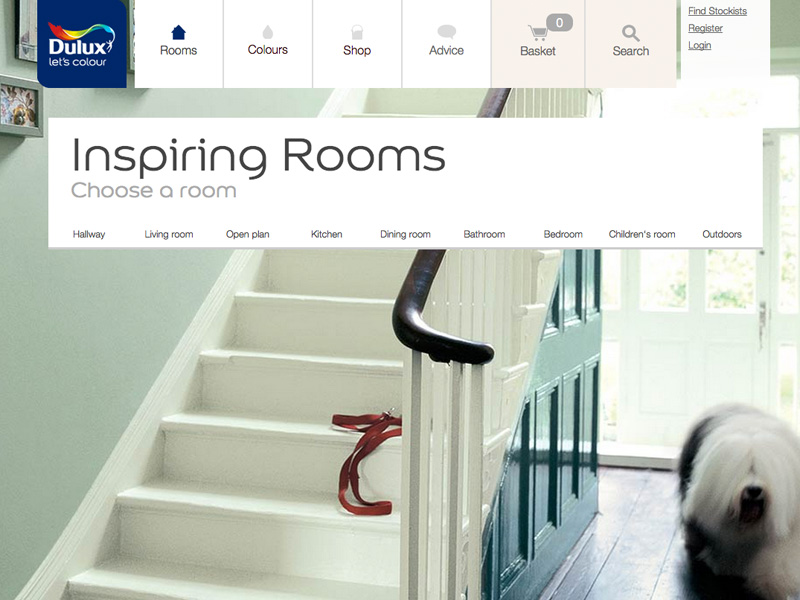 Dulux
let's colour
Rooms
Colours
Shop
Advice
0
Basket
Search
Find Stockists
Register
Login
Inspiring Rooms
Choose a room
Hallway
Living room
Open plan
Kitchen
Dining room
Bathroom
Bedroom
Children's room
Outdoors